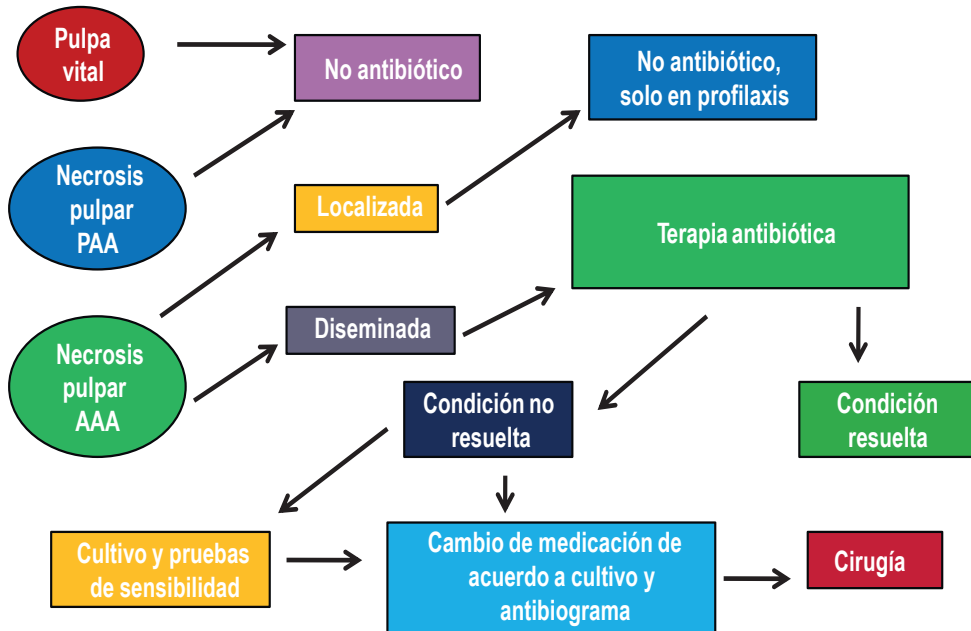 Pulpa
vital
No antibiótico
No antibiótico,
solo en profilaxis
Necrosis
pulpar
PAA
Localizada
Terapia antibiótica
Diseminada
Necrosis
pulpar
AAA
Condición no
resuelta
Condición
resuelta
Cultivo y pruebas
de sensibilidad
Cambio de medicación de
acuerdo a cultivo y
antibiograma
Cirugía